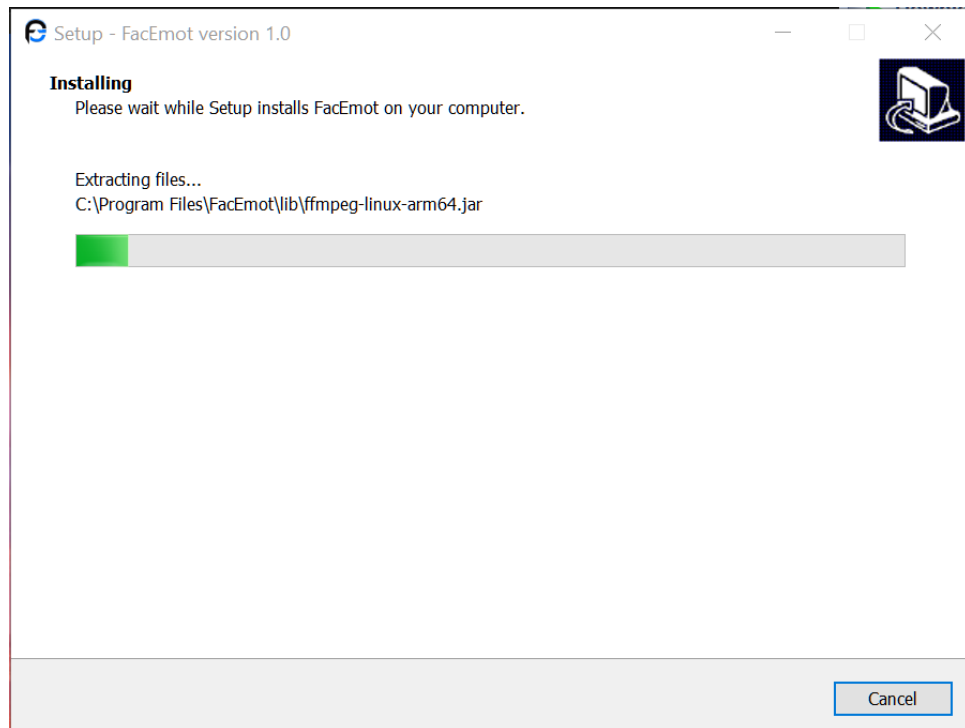 Setup - FacEmot version 1.0
Installing
Please wait while Setup installs FacEmot on your computer.
Extracting files...
C:\Program Files\FacEmot\lib\ffmpeg-linux-arm64.jar
Cancel